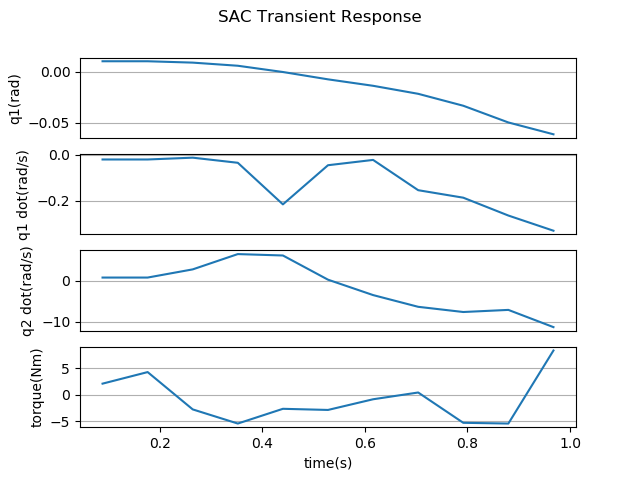 SAC Transient Response
q1(rad)
0.00
−0.05
q1 dot(rad/s)
0.0
−0.2
q2 dot(rad/s)
0
−10
torque(Nm)
5
0
−5
0.2 0.4 0.6 0.8 1.0
time(s)